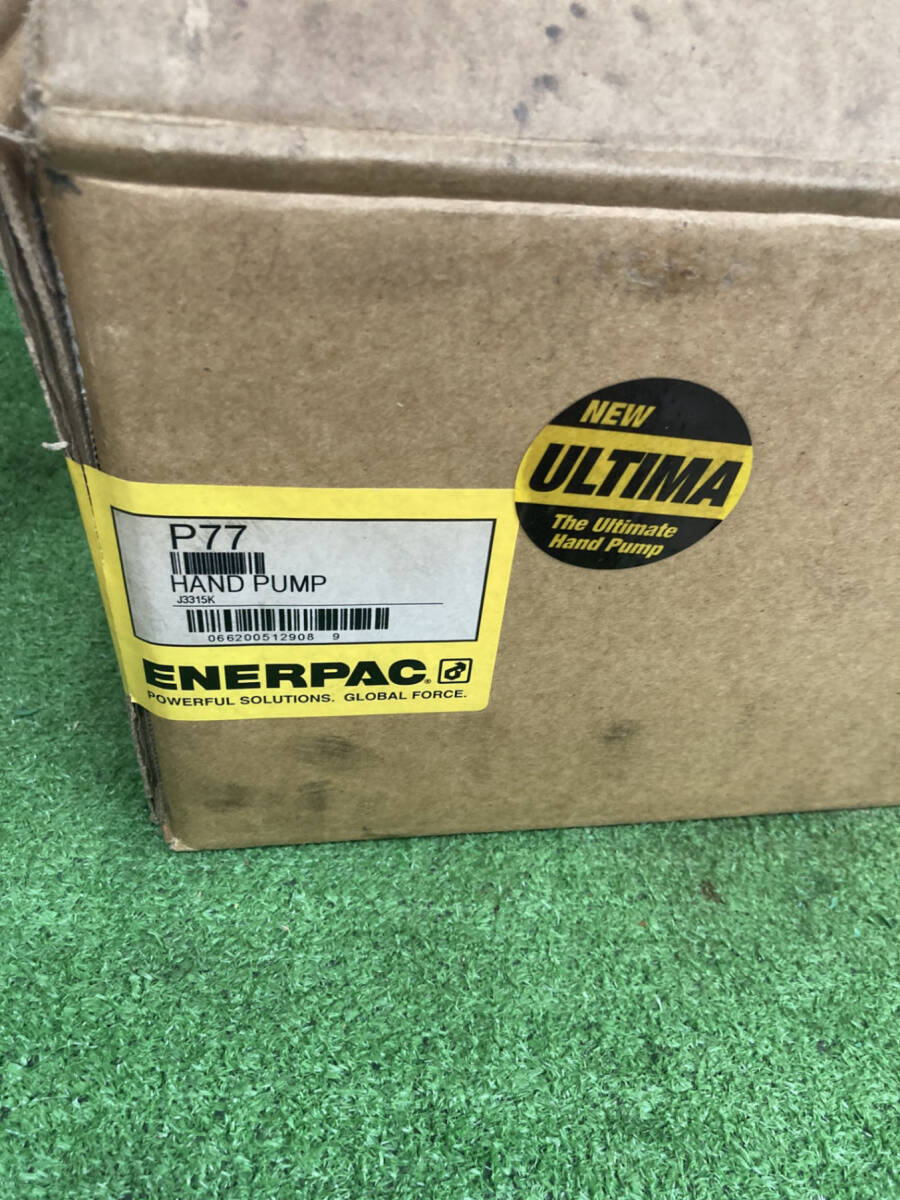 NEW
ULTIMA
The Ultimate
Hand Pump
P77
HAND PUMP
J3315K
066200512908 9
ENERPAC®
POWERFUL SOLUTIONS. GLOBAL FORCE.